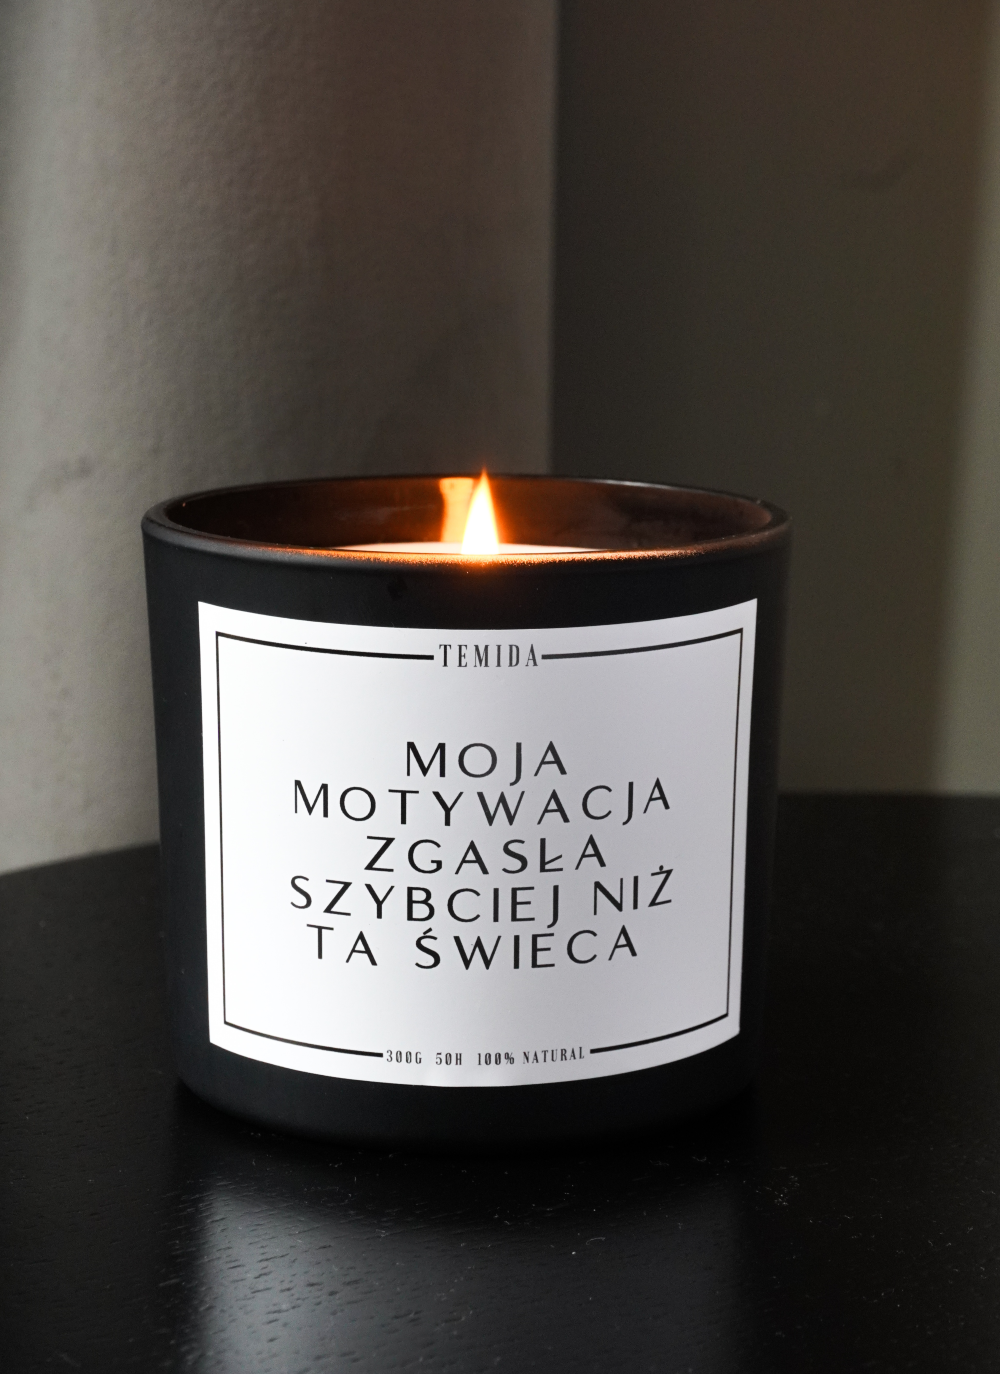 TEMIDA
MOJA
MOTYWACJA
ZGASŁA
SZYBCIEJ NIŻ
TA ŚWIECA
300G 50H 100% NATURAL